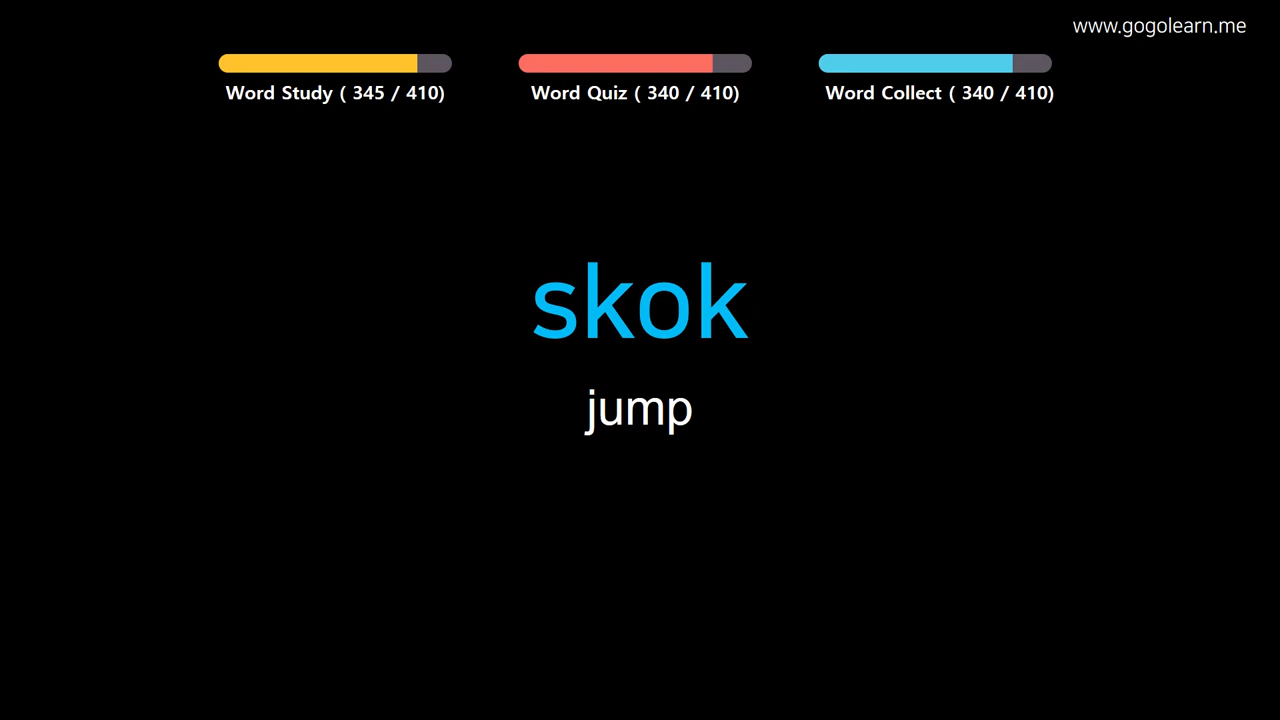 www.gogolearn.me
Word Study ( 345 / 410)
Word Quiz ( 340 / 410)
Word Collect ( 340 / 410)
skok
jump